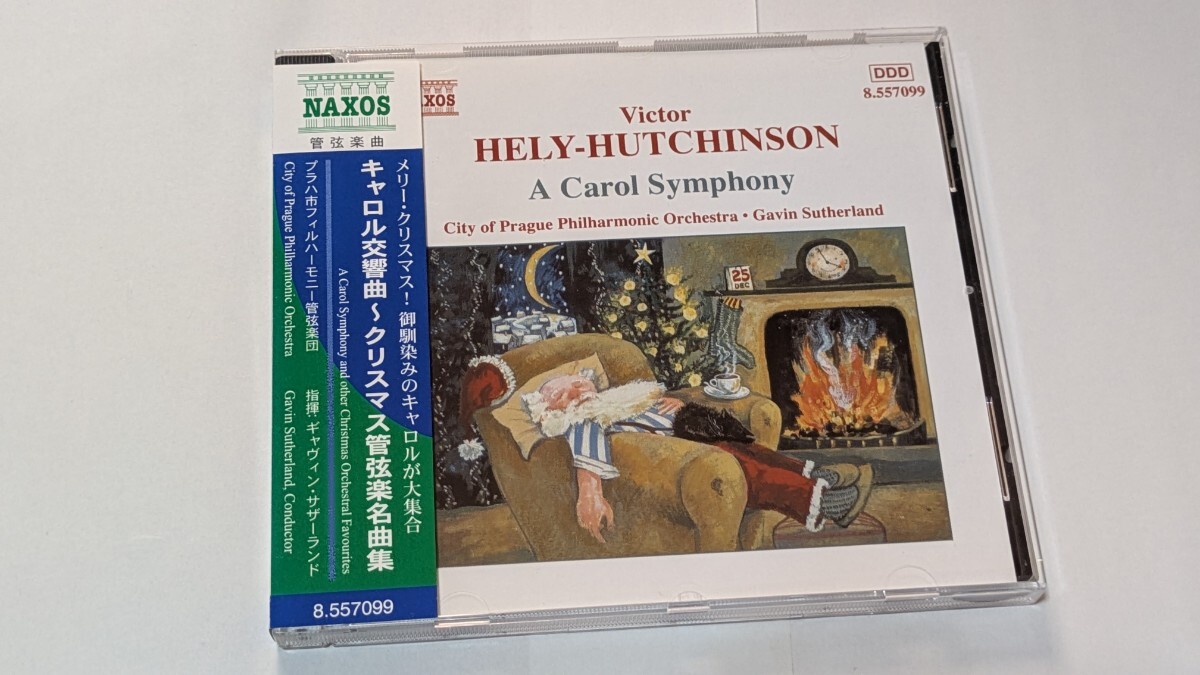 NAXOS
管弦楽曲
メリー・クリスマス！ 御馴染みのキャロルが大集合
キャロル交響曲～クリスマス管弦楽名曲集
A Carol Symphony and other Christmas Orchestral Favourites
プラハ市フィルハーモニー管弦楽団
City of Prague Philharmonic Orchestra
指揮:ギャヴィン・サザーランド
Gavin Sutherland, Conductor
8.557099
XOS
DDD
8.557099
Victor
HELY-HUTCHINSON
A Carol Symphony
City of Prague Philharmonic Orchestra • Gavin Sutherland
25
DEC